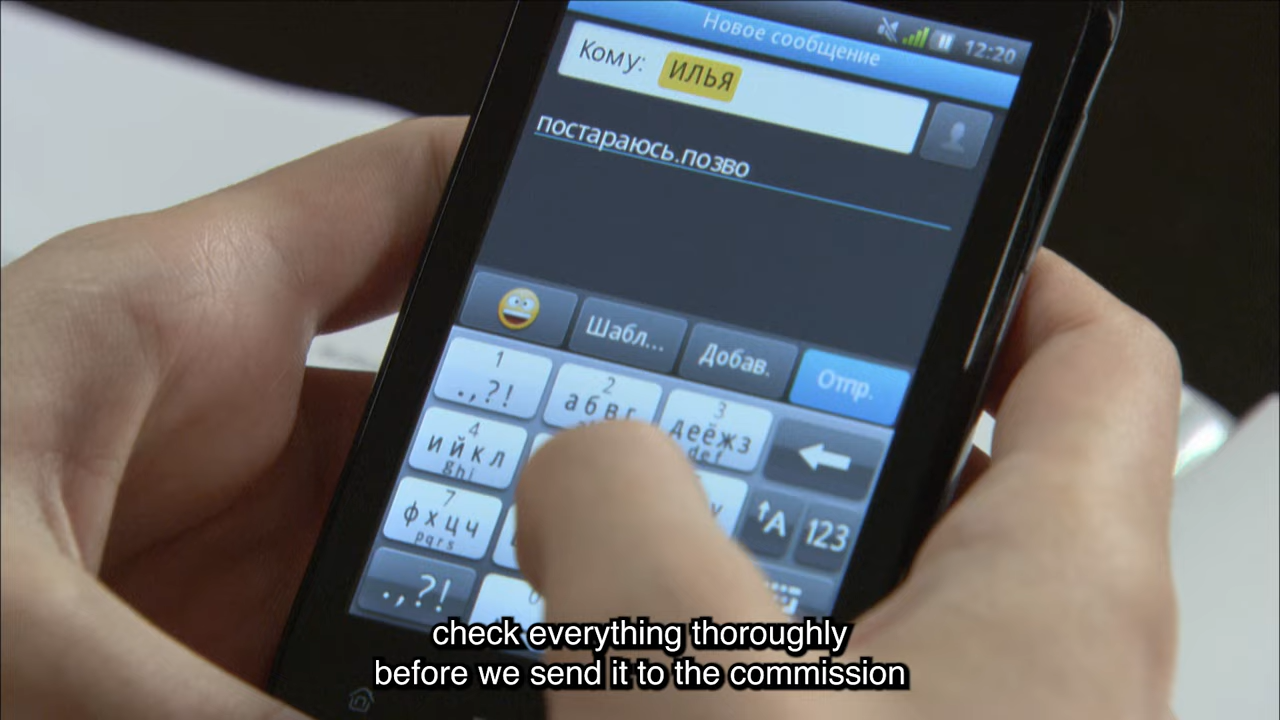 Новое сообщение 12:20
Кому: ИЛЬЯ
постараюсь.позво
Шабл... Добав. Отпр.
1 2 3
.,?! абвг деёжз
def
4
ийкл
ghi
7
фхцч
pqrs
А 123
.,?!
check everything thoroughly
before we send it to the commission